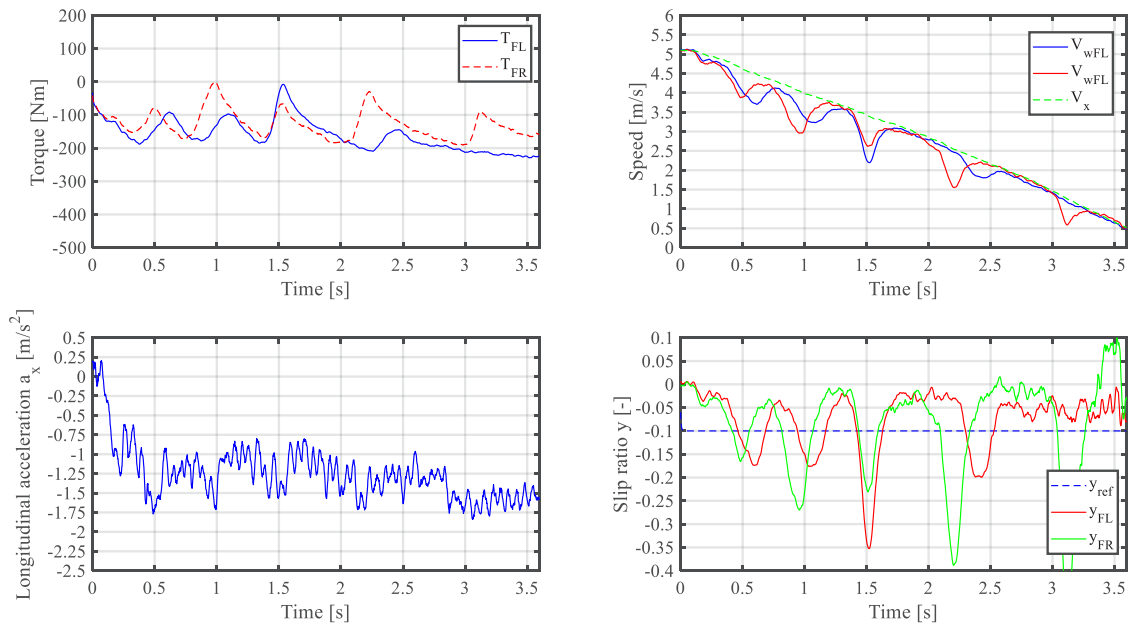 200
100
0
-100
-200
-300
-400
-500
0 0.5 1 1.5 2 2.5 3 3.5
Time [s]
Torque [Nm]
T_FL
T_FR
6
5.5
5
4.5
4
3.5
3
2.5
2
1.5
1
0.5
0
0 0.5 1 1.5 2 2.5 3 3.5
Time [s]
Speed [m/s]
V_wFL
V_wFL
V_x
0.5
0.25
0
-0.25
-0.5
-0.75
-1
-1.25
-1.5
-1.75
-2
-2.25
-2.5
0 0.5 1 1.5 2 2.5 3 3.5
Time [s]
Longitudinal acceleration a_x [m/s²]
0.1
0.05
0
-0.05
-0.1
-0.15
-0.2
-0.25
-0.3
-0.35
-0.4
0 0.5 1 1.5 2 2.5 3 3.5
Time [s]
Slip ratio y [-]
y_ref
y_FL
y_FR